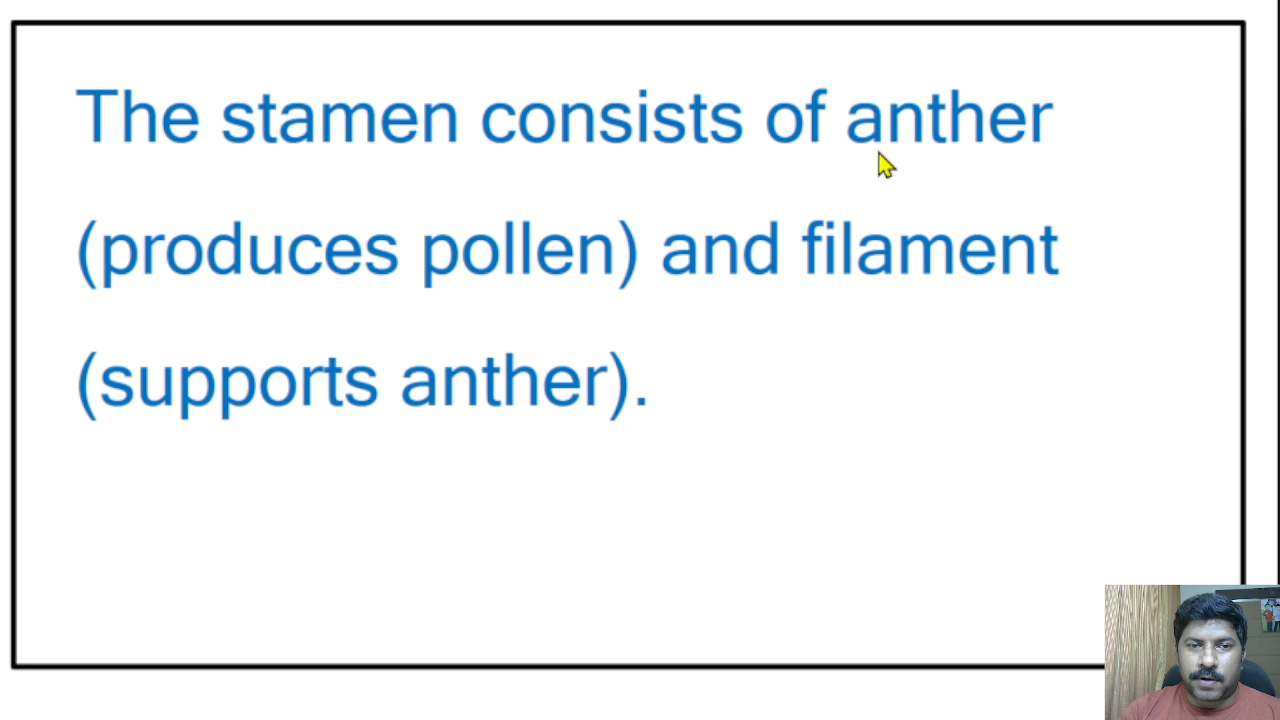 The stamen consists of anther
(produces pollen) and filament
(supports anther).